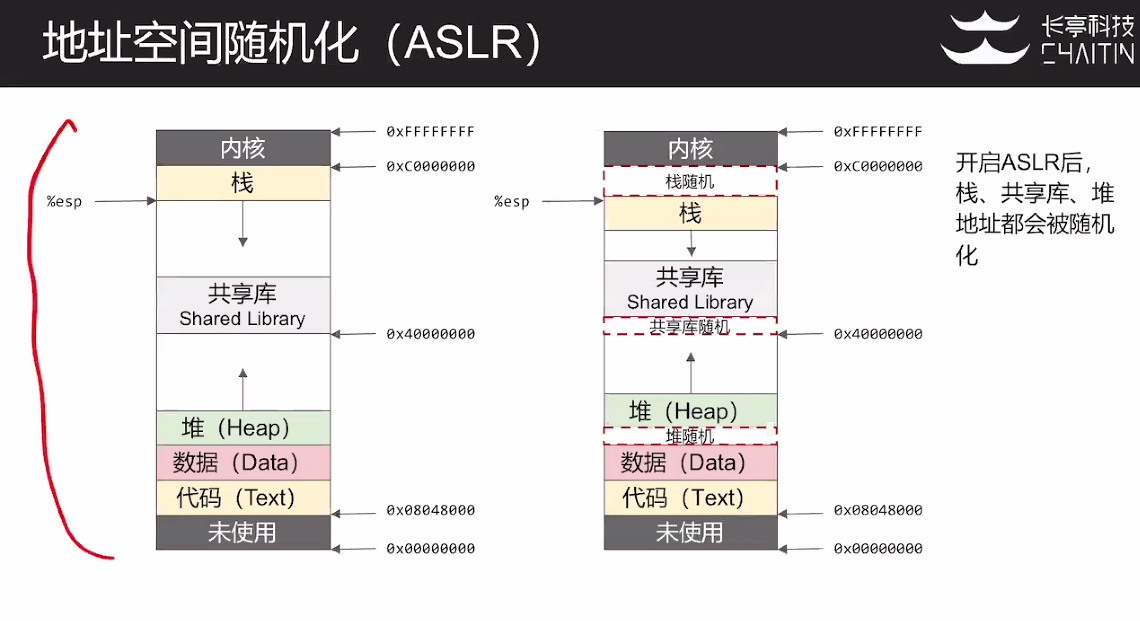 地址空间随机化（ASLR）
长亭科技
CHAITIN
内核
栈
%esp
共享库
Shared Library
堆（Heap）
数据（Data）
代码（Text）
未使用
0xFFFFFFFF
0xC0000000
0x40000000
0x08048000
0x00000000
内核
栈随机
%esp
栈
共享库
Shared Library
共享库随机
堆（Heap）
堆随机
数据（Data）
代码（Text）
未使用
0xFFFFFFFF
0xC0000000
0x40000000
0x08048000
0x00000000
开启ASLR后，
栈、共享库、堆
地址都会被随机
化